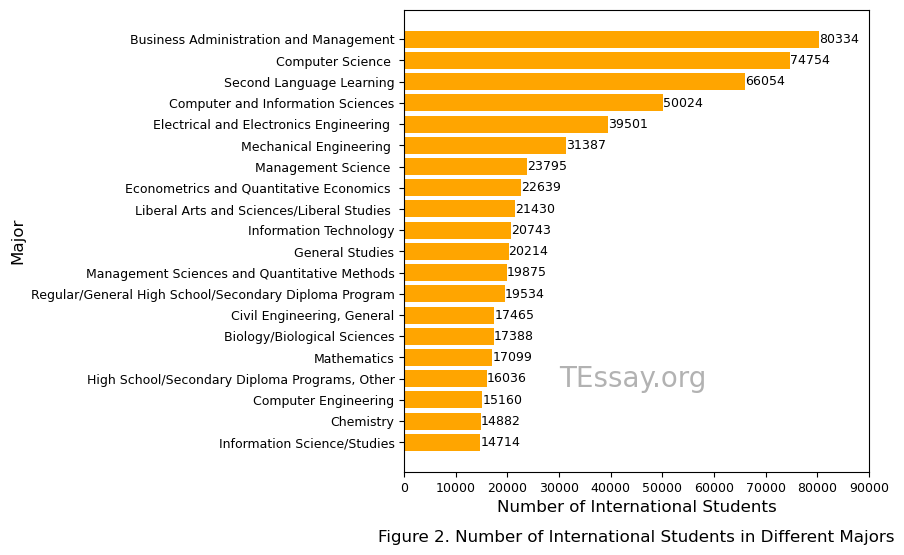 Business Administration and Management 80334
Computer Science 74754
Second Language Learning 66054
Computer and Information Sciences 50024
Electrical and Electronics Engineering 39501
Mechanical Engineering 31387
Management Science 23795
Econometrics and Quantitative Economics 22639
Liberal Arts and Sciences/Liberal Studies 21430
Information Technology 20743
General Studies 20214
Management Sciences and Quantitative Methods 19875
Regular/General High School/Secondary Diploma Program 19534
Civil Engineering, General 17465
Biology/Biological Sciences 17388
Mathematics 17099
High School/Secondary Diploma Programs, Other 16036
Computer Engineering 15160
Chemistry 14882
Information Science/Studies 14714
Major
TEssay.org
0 10000 20000 30000 40000 50000 60000 70000 80000 90000
Number of International Students
Figure 2. Number of International Students in Different Majors